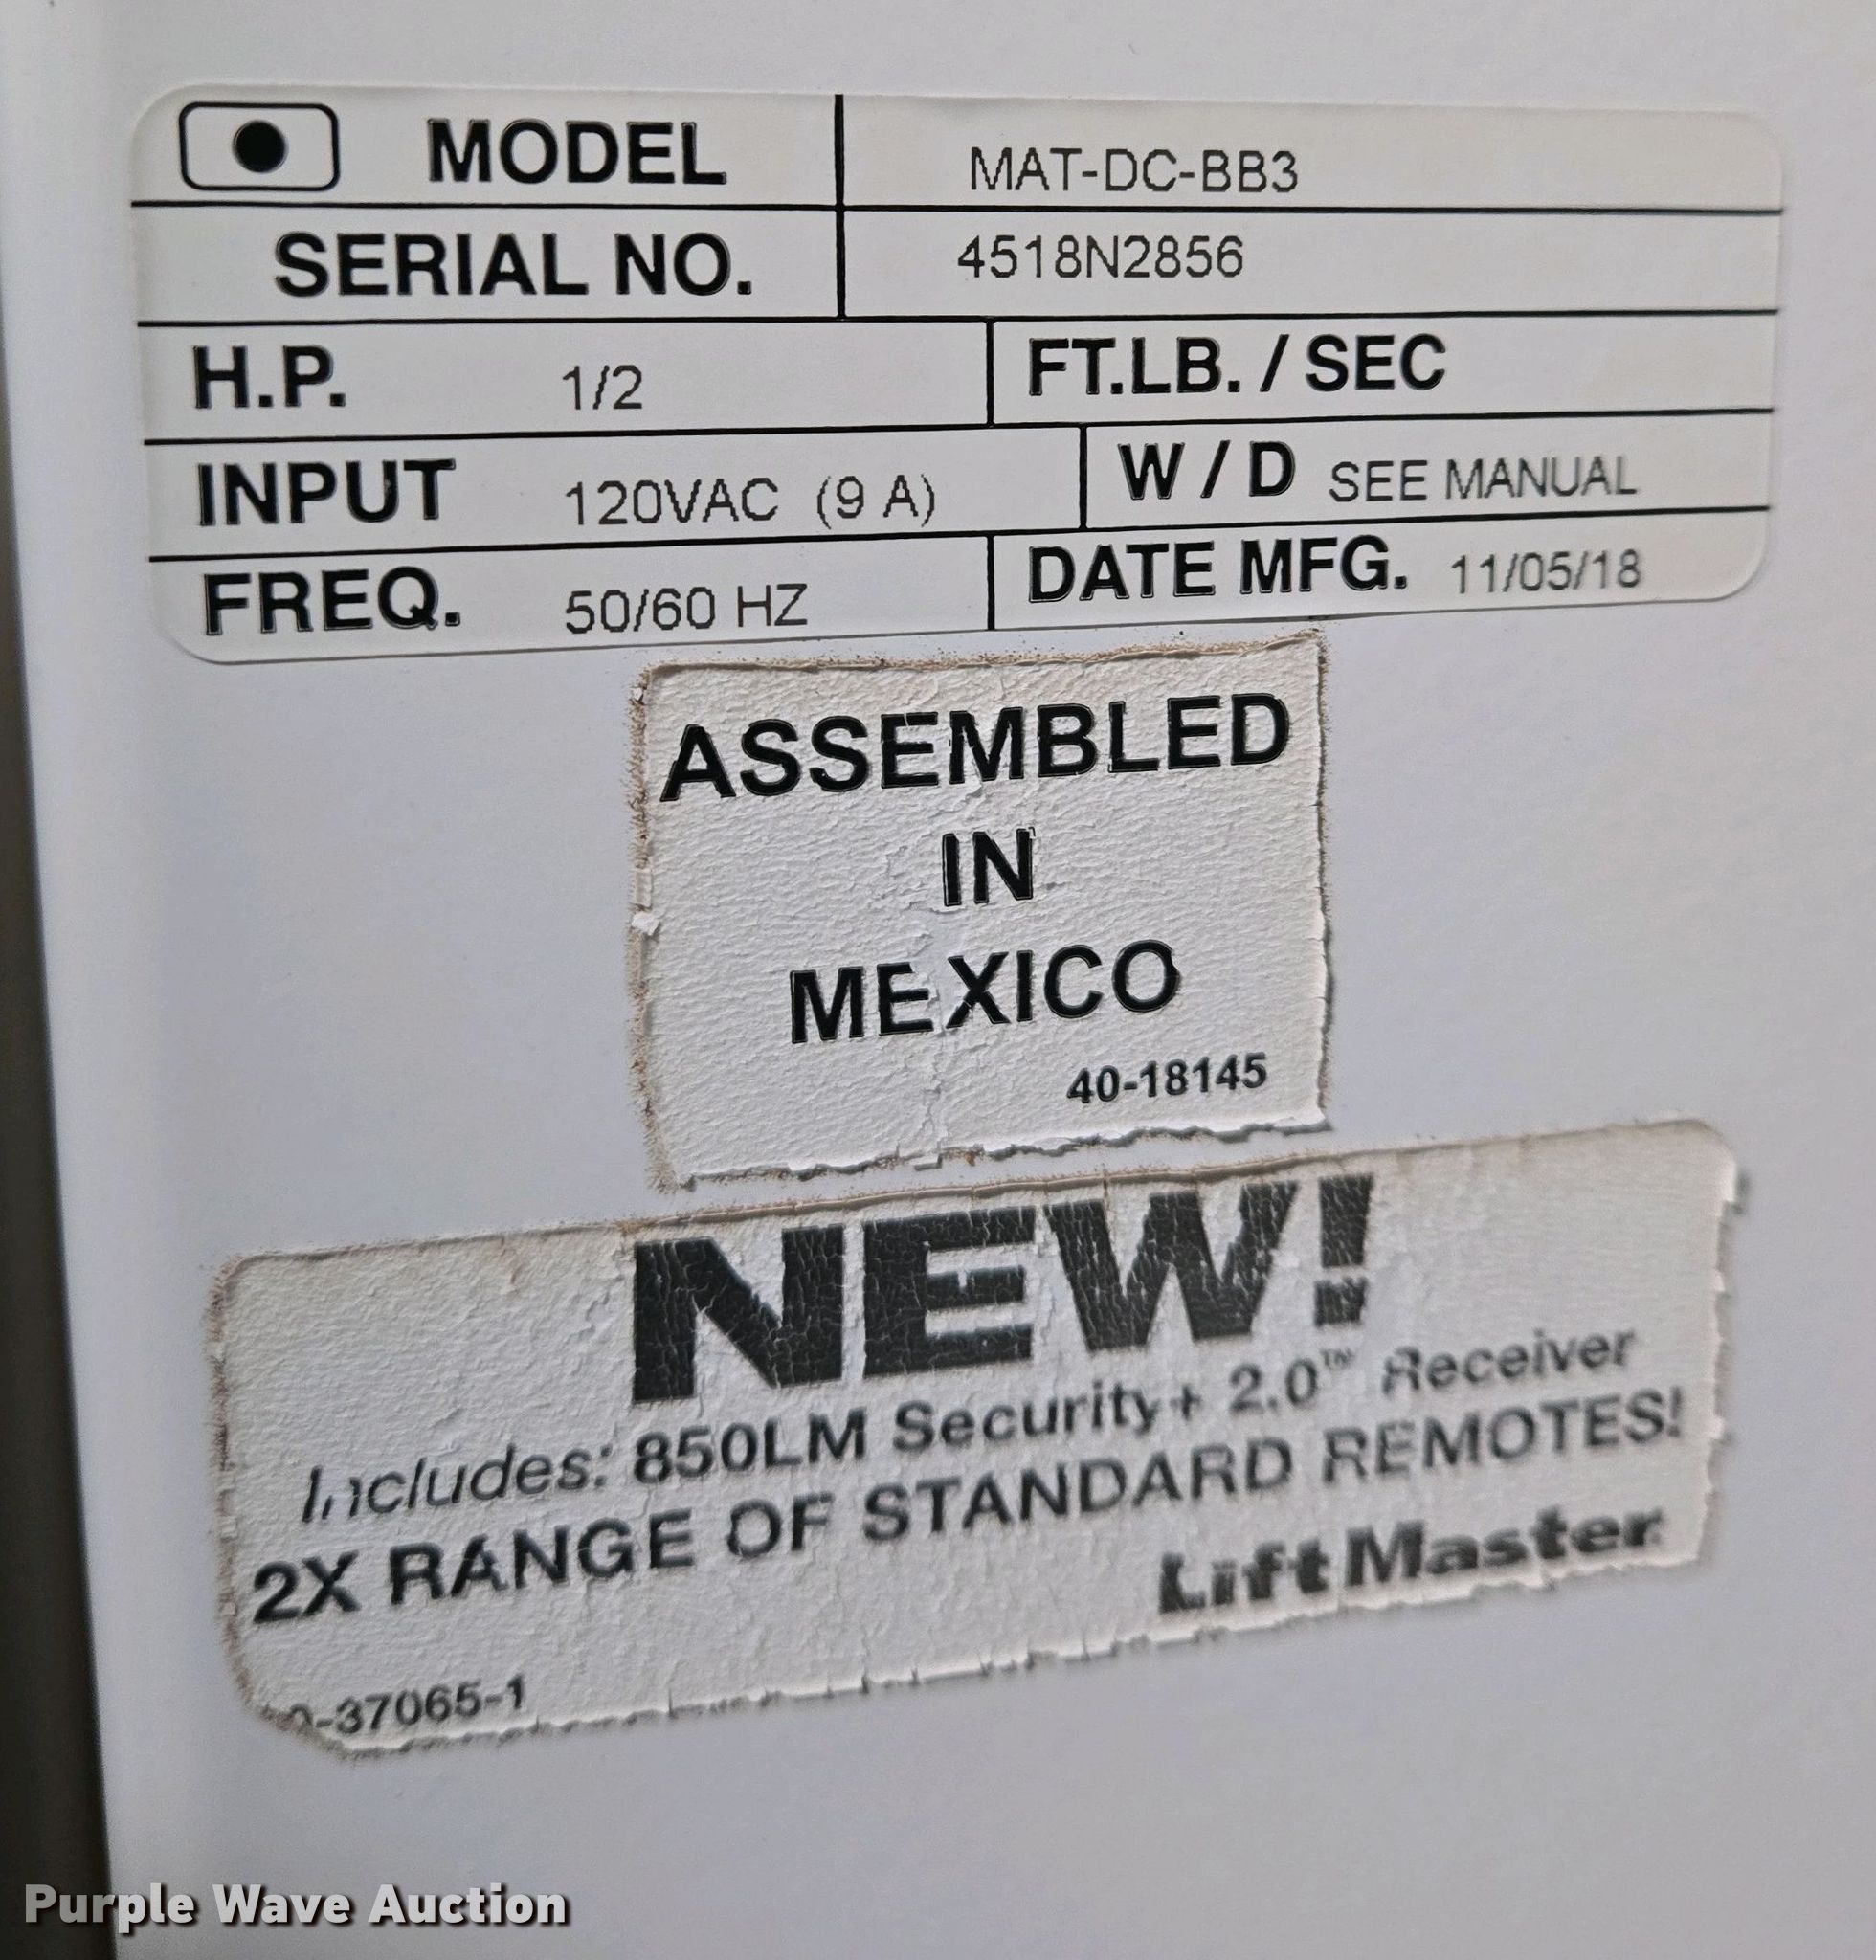 MODEL MAT-DC-BB3
SERIAL NO. 4518N2856
H.P. 1/2 FT.LB. / SEC
INPUT 120VAC (9 A) W / D SEE MANUAL
FREQ. 50/60 HZ DATE MFG. 11/05/18
ASSEMBLED
IN
MEXICO
40-18145
NEW!
Includes: 850LM Security+ 2.0™ Receiver
2X RANGE OF STANDARD REMOTES!
LiftMaster
0-37065-1
Purple Wave Auction